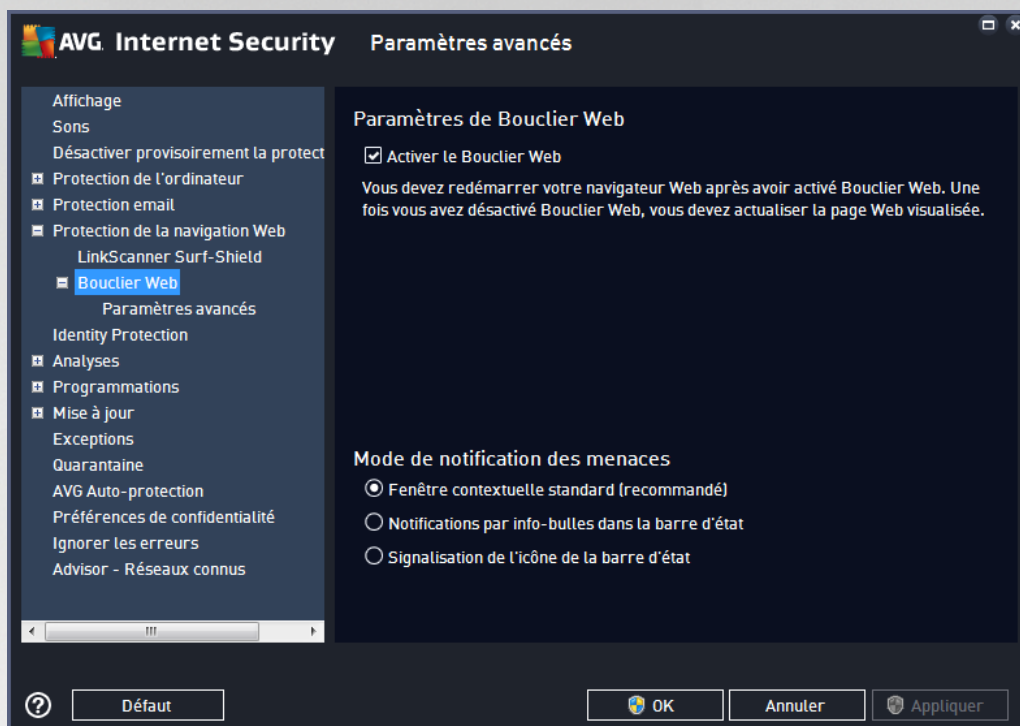 AVG. Internet Security
Paramètres avancés
Affichage
Sons
Désactiver provisoirement la protect
Protection de l'ordinateur
Protection email
Protection de la navigation Web
LinkScanner Surf-Shield
Bouclier Web
Paramètres avancés
Identity Protection
Analyses
Programmations
Mise à jour
Exceptions
Quarantaine
AVG Auto-protection
Préférences de confidentialité
Ignorer les erreurs
Advisor - Réseaux connus
Paramètres de Bouclier Web
Activer le Bouclier Web
Vous devez redémarrer votre navigateur Web après avoir activé Bouclier Web. Une
fois vous avez désactivé Bouclier Web, vous devez actualiser la page Web visualisée.
Mode de notification des menaces
Fenêtre contextuelle standard (recommandé)
Notifications par info-bulles dans la barre d'état
Signalisation de l'icône de la barre d'état
?
Défaut
OK
Annuler
Appliquer